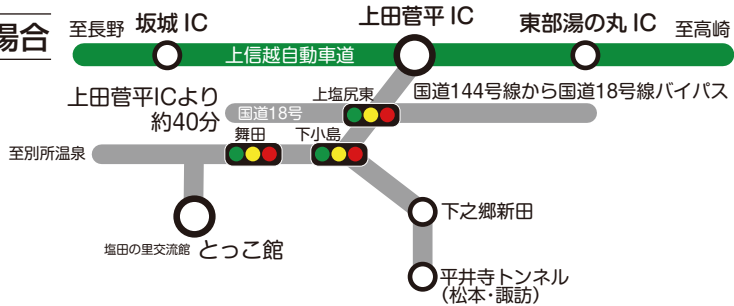 場合
至長野 坂城 IC 上田菅平 IC 東部湯の丸 IC 至高崎
上信越自動車道
上田菅平ICより
約40分
上塩尻東
国道144号線から国道18号線バイパス
国道18号
舞田 下小島
至別所温泉
下之郷新田
塩田の里交流館 とっこ館
平井寺トンネル
(松本・諏訪)